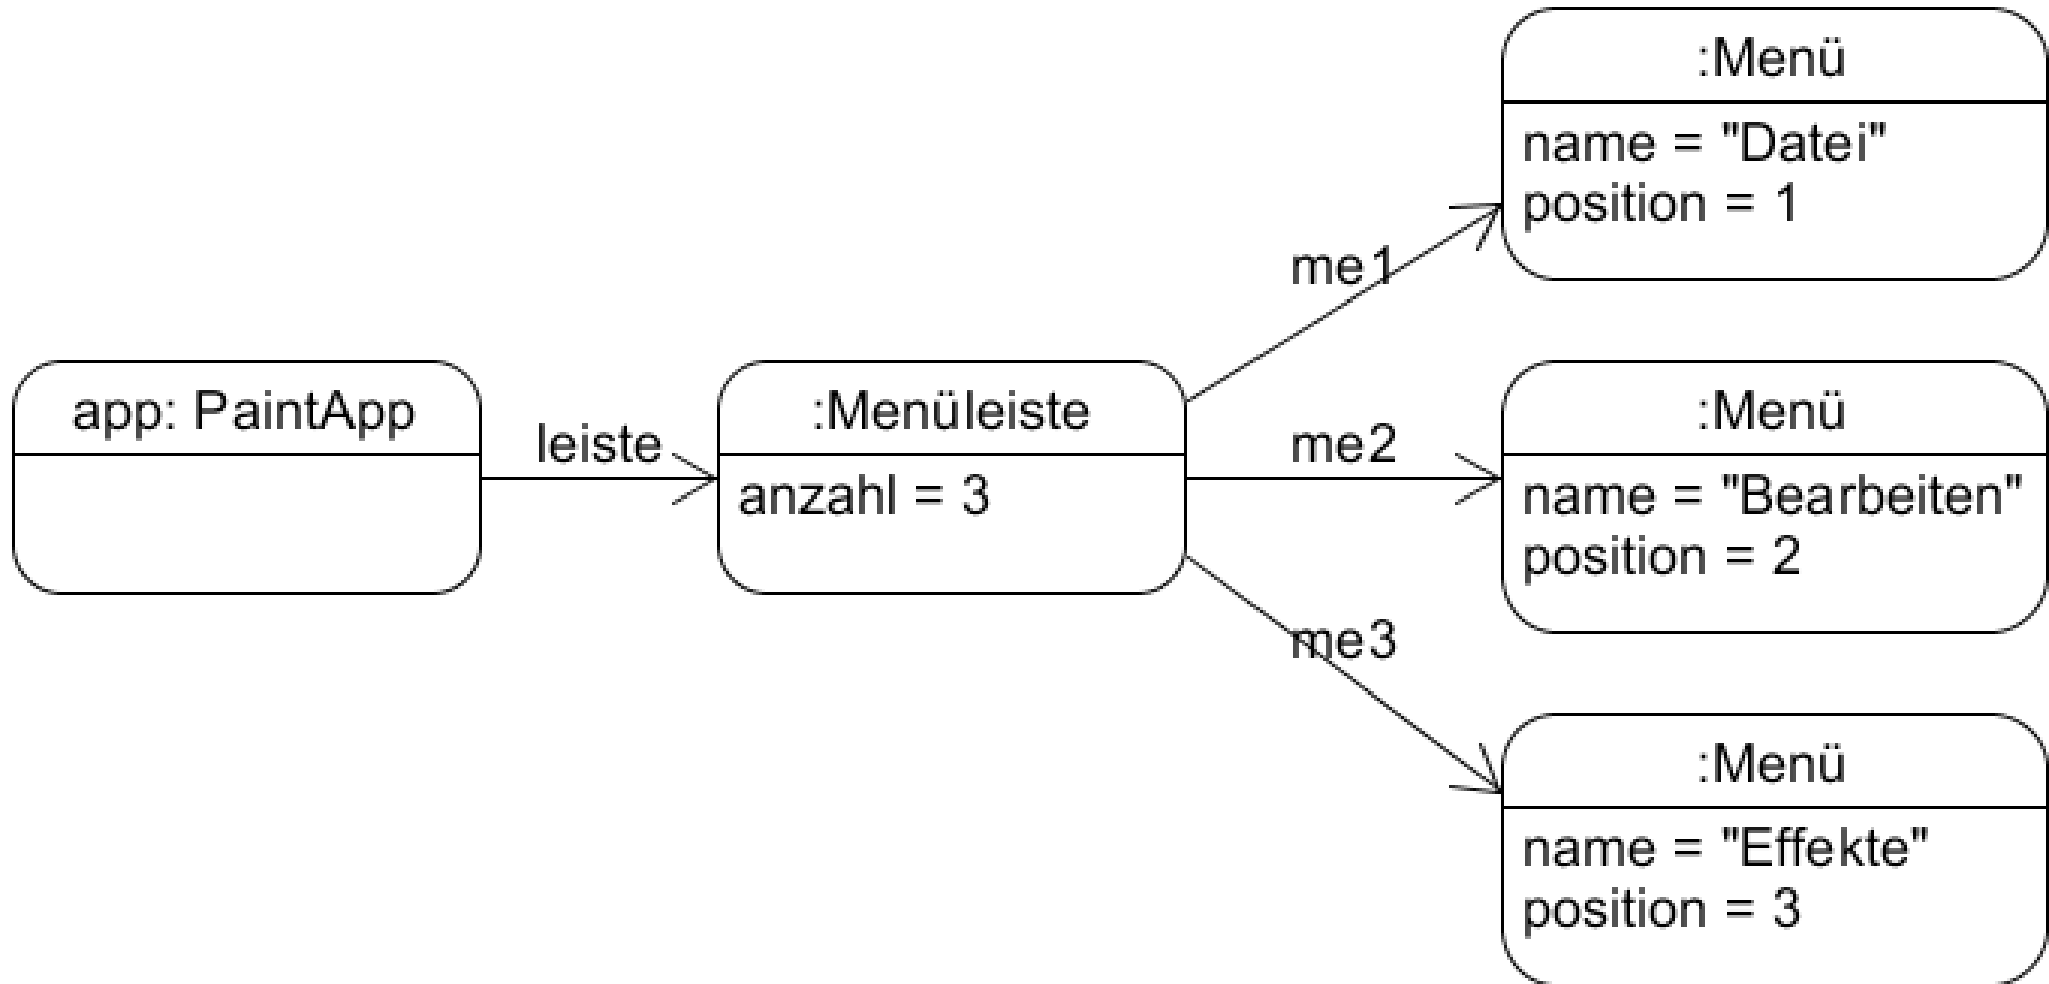 app: PaintApp
leiste
:Menüleiste
anzahl = 3
me1
:Menü
name = "Datei"
position = 1
me2
:Menü
name = "Bearbeiten"
position = 2
me3
:Menü
name = "Effekte"
position = 3